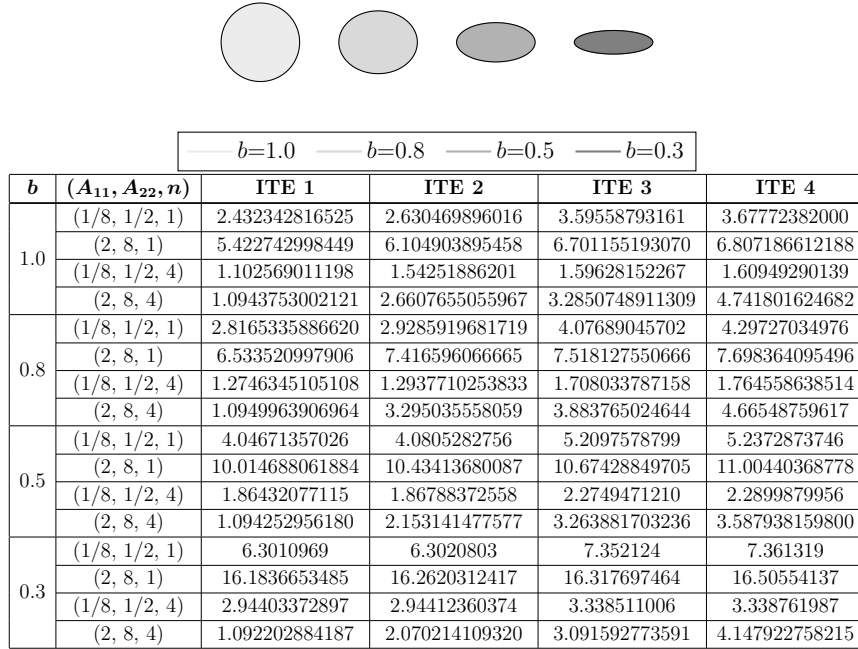 b=1.0 b=0.8 b=0.5 b=0.3
b (A₁₁, A₂₂, n) ITE 1 ITE 2 ITE 3 ITE 4
1.0
(1/8, 1/2, 1) 2.432342816525 2.630469896016 3.59558793161 3.67772382000
(2, 8, 1) 5.422742998449 6.104903895458 6.701155193070 6.807186612188
(1/8, 1/2, 4) 1.102569011198 1.54251886201 1.59628152267 1.60949290139
(2, 8, 4) 1.0943753002121 2.6607655055967 3.2850748911309 4.741801624682
0.8
(1/8, 1/2, 1) 2.8165335886620 2.9285919681719 4.07689045702 4.29727034976
(2, 8, 1) 6.533520997906 7.416596066665 7.518127550666 7.698364095496
(1/8, 1/2, 4) 1.2746345105108 1.2937710253833 1.708033787158 1.764558638514
(2, 8, 4) 1.0949963906964 3.295035558059 3.883765024644 4.66548759617
0.5
(1/8, 1/2, 1) 4.04671357026 4.0805282756 5.2097578799 5.2372873746
(2, 8, 1) 10.014688061884 10.43413680087 10.67428849705 11.00440368778
(1/8, 1/2, 4) 1.86432077115 1.86788372558 2.2749471210 2.2899879956
(2, 8, 4) 1.094252956180 2.153141477577 3.263881703236 3.587938159800
0.3
(1/8, 1/2, 1) 6.3010969 6.3020803 7.352124 7.361319
(2, 8, 1) 16.1836653485 16.2620312417 16.317697464 16.50554137
(1/8, 1/2, 4) 2.94403372897 2.94412360374 3.338511006 3.338761987
(2, 8, 4) 1.092202884187 2.070214109320 3.091592773591 4.147922758215